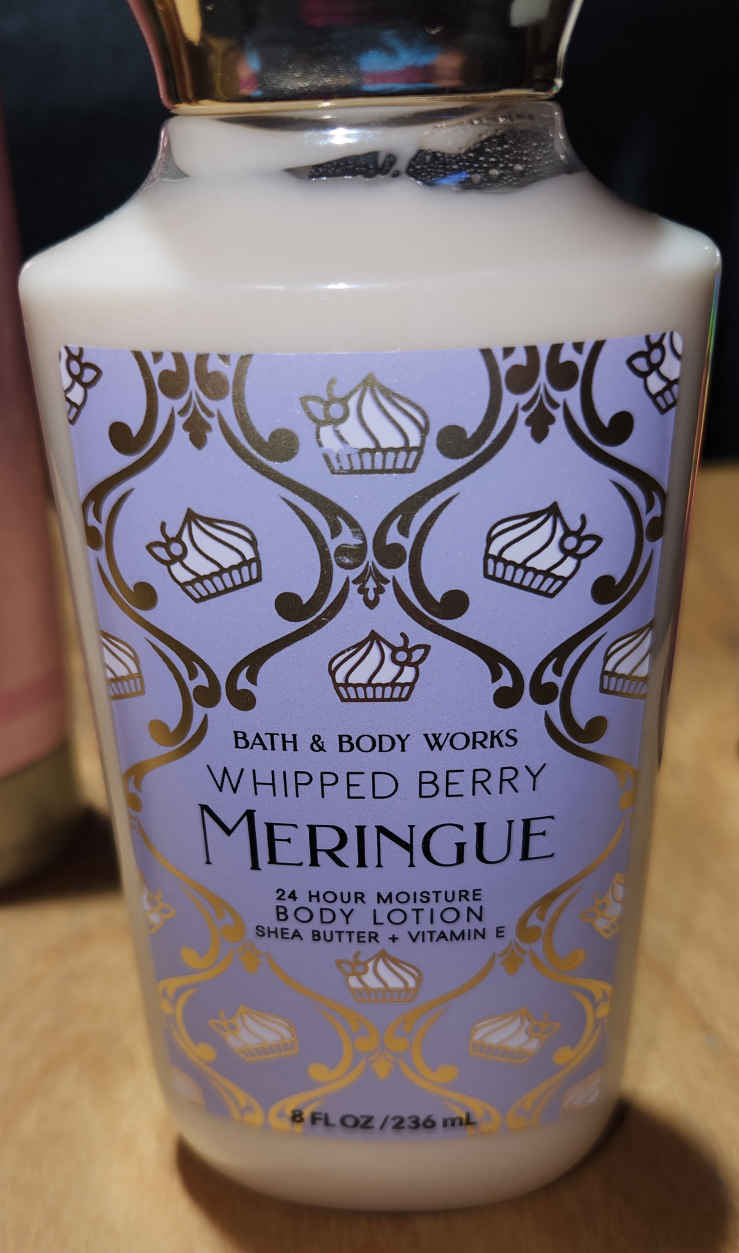 BATH & BODY WORKS
WHIPPED BERRY
MERINGUE
24 HOUR MOISTURE
BODY LOTION
SHEA BUTTER + VITAMIN E
8 FL OZ / 236 mL